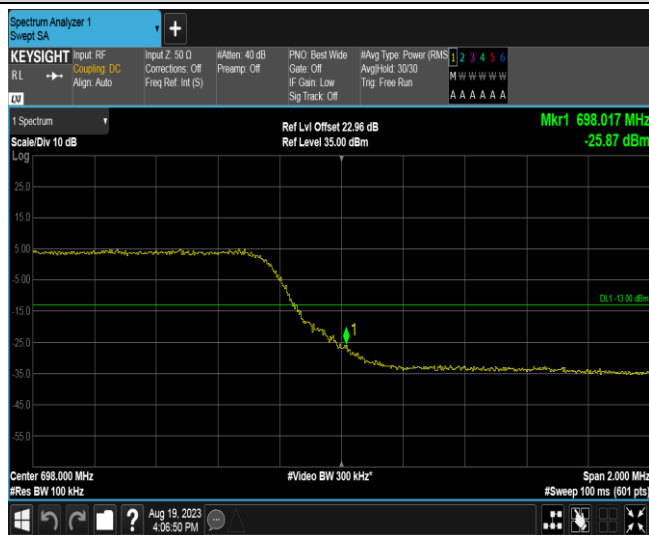 Spectrum Analyzer 1
Swept SA
+
KEYSIGHT
RL
LXI
Input: RF
Coupling: DC
Align: Auto
Input Z: 50 Ω
Corrections: Off
Freq Ref: Int (S)
#Atten: 40 dB
Preamp: Off
PNO: Best Wide
Gate: Off
IF Gain: Low
Sig Track: Off
#Avg Type: Power (RMS
Avg|Hold: 30/30
Trig: Free Run
1 2 3 4 5 6
M W W W W W
A A A A A A
1 Spectrum
Scale/Div 10 dB
Log
Ref Lvl Offset 22.96 dB
Ref Level 35.00 dBm
Mkr1 698.017 MHz
-25.87 dBm
25.0
15.0
5.00
-5.00
DL1 -13.00 dBm
-15.0
1
-25.0
-35.0
-45.0
-55.0
Center 698.000 MHz
#Video BW 300 kHz*
Span 2.000 MHz
#Res BW 100 kHz
#Sweep 100 ms (601 pts)
?
Aug 19, 2023
4:06:50 PM